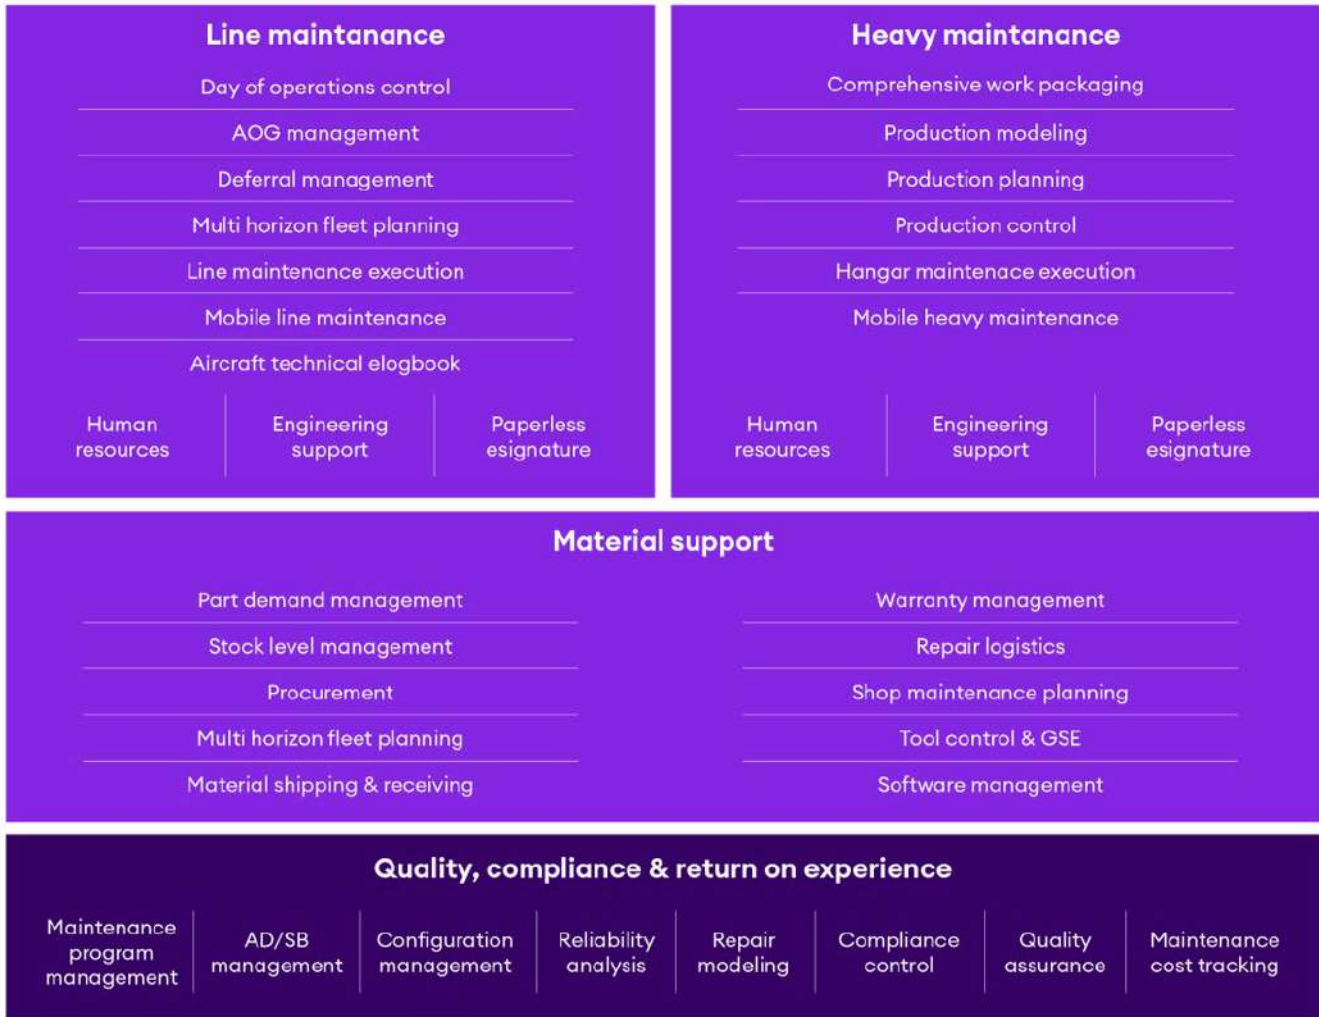 Line maintanance
Day of operations control
AOG management
Deferral management
Multi horizon fleet planning
Line maintenance execution
Mobile line maintenance
Aircraft technical elogbook
Human
resources
Engineering
support
Paperless
esignature
Heavy maintanance
Comprehensive work packaging
Production modeling
Production planning
Production control
Hangar maintenace execution
Mobile heavy maintenance
Human
resources
Engineering
support
Paperless
esignature
Material support
Part demand management
Stock level management
Procurement
Multi horizon fleet planning
Material shipping & receiving
Warranty management
Repair logistics
Shop maintenance planning
Tool control & GSE
Software management
Quality, compliance & return on experience
Maintenance
program
management
AD/SB
management
Configuration
management
Reliability
analysis
Repair
modeling
Compliance
control
Quality
assurance
Maintenance
cost tracking